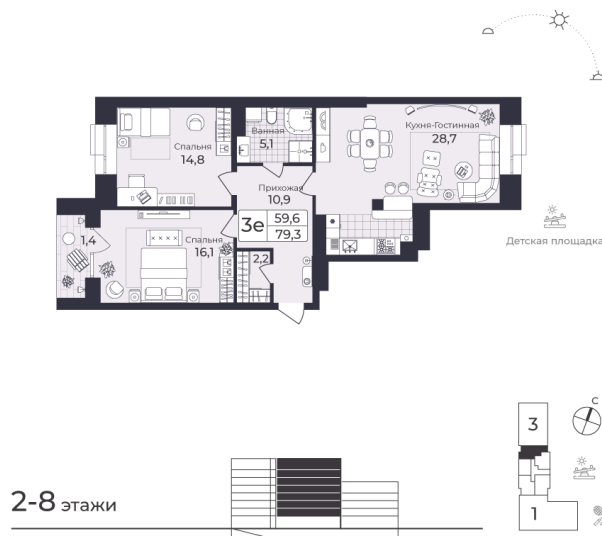 Спальня
14,8
Ванная
5,1
Кухня-Гостинная
28,7
Прихожая
10,9
3е
59,6
79,3
1,4
Спальня
16,1
2,2
Детская площадка
С
3
1
2-8 этажи